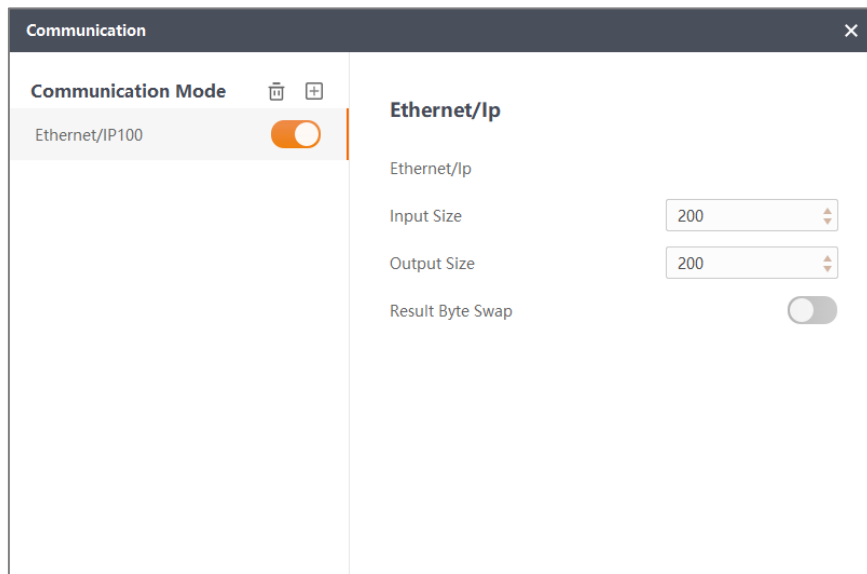 Communication
Communication Mode
Ethernet/IP100
Ethernet/Ip
Ethernet/Ip
Input Size 200
Output Size 200
Result Byte Swap